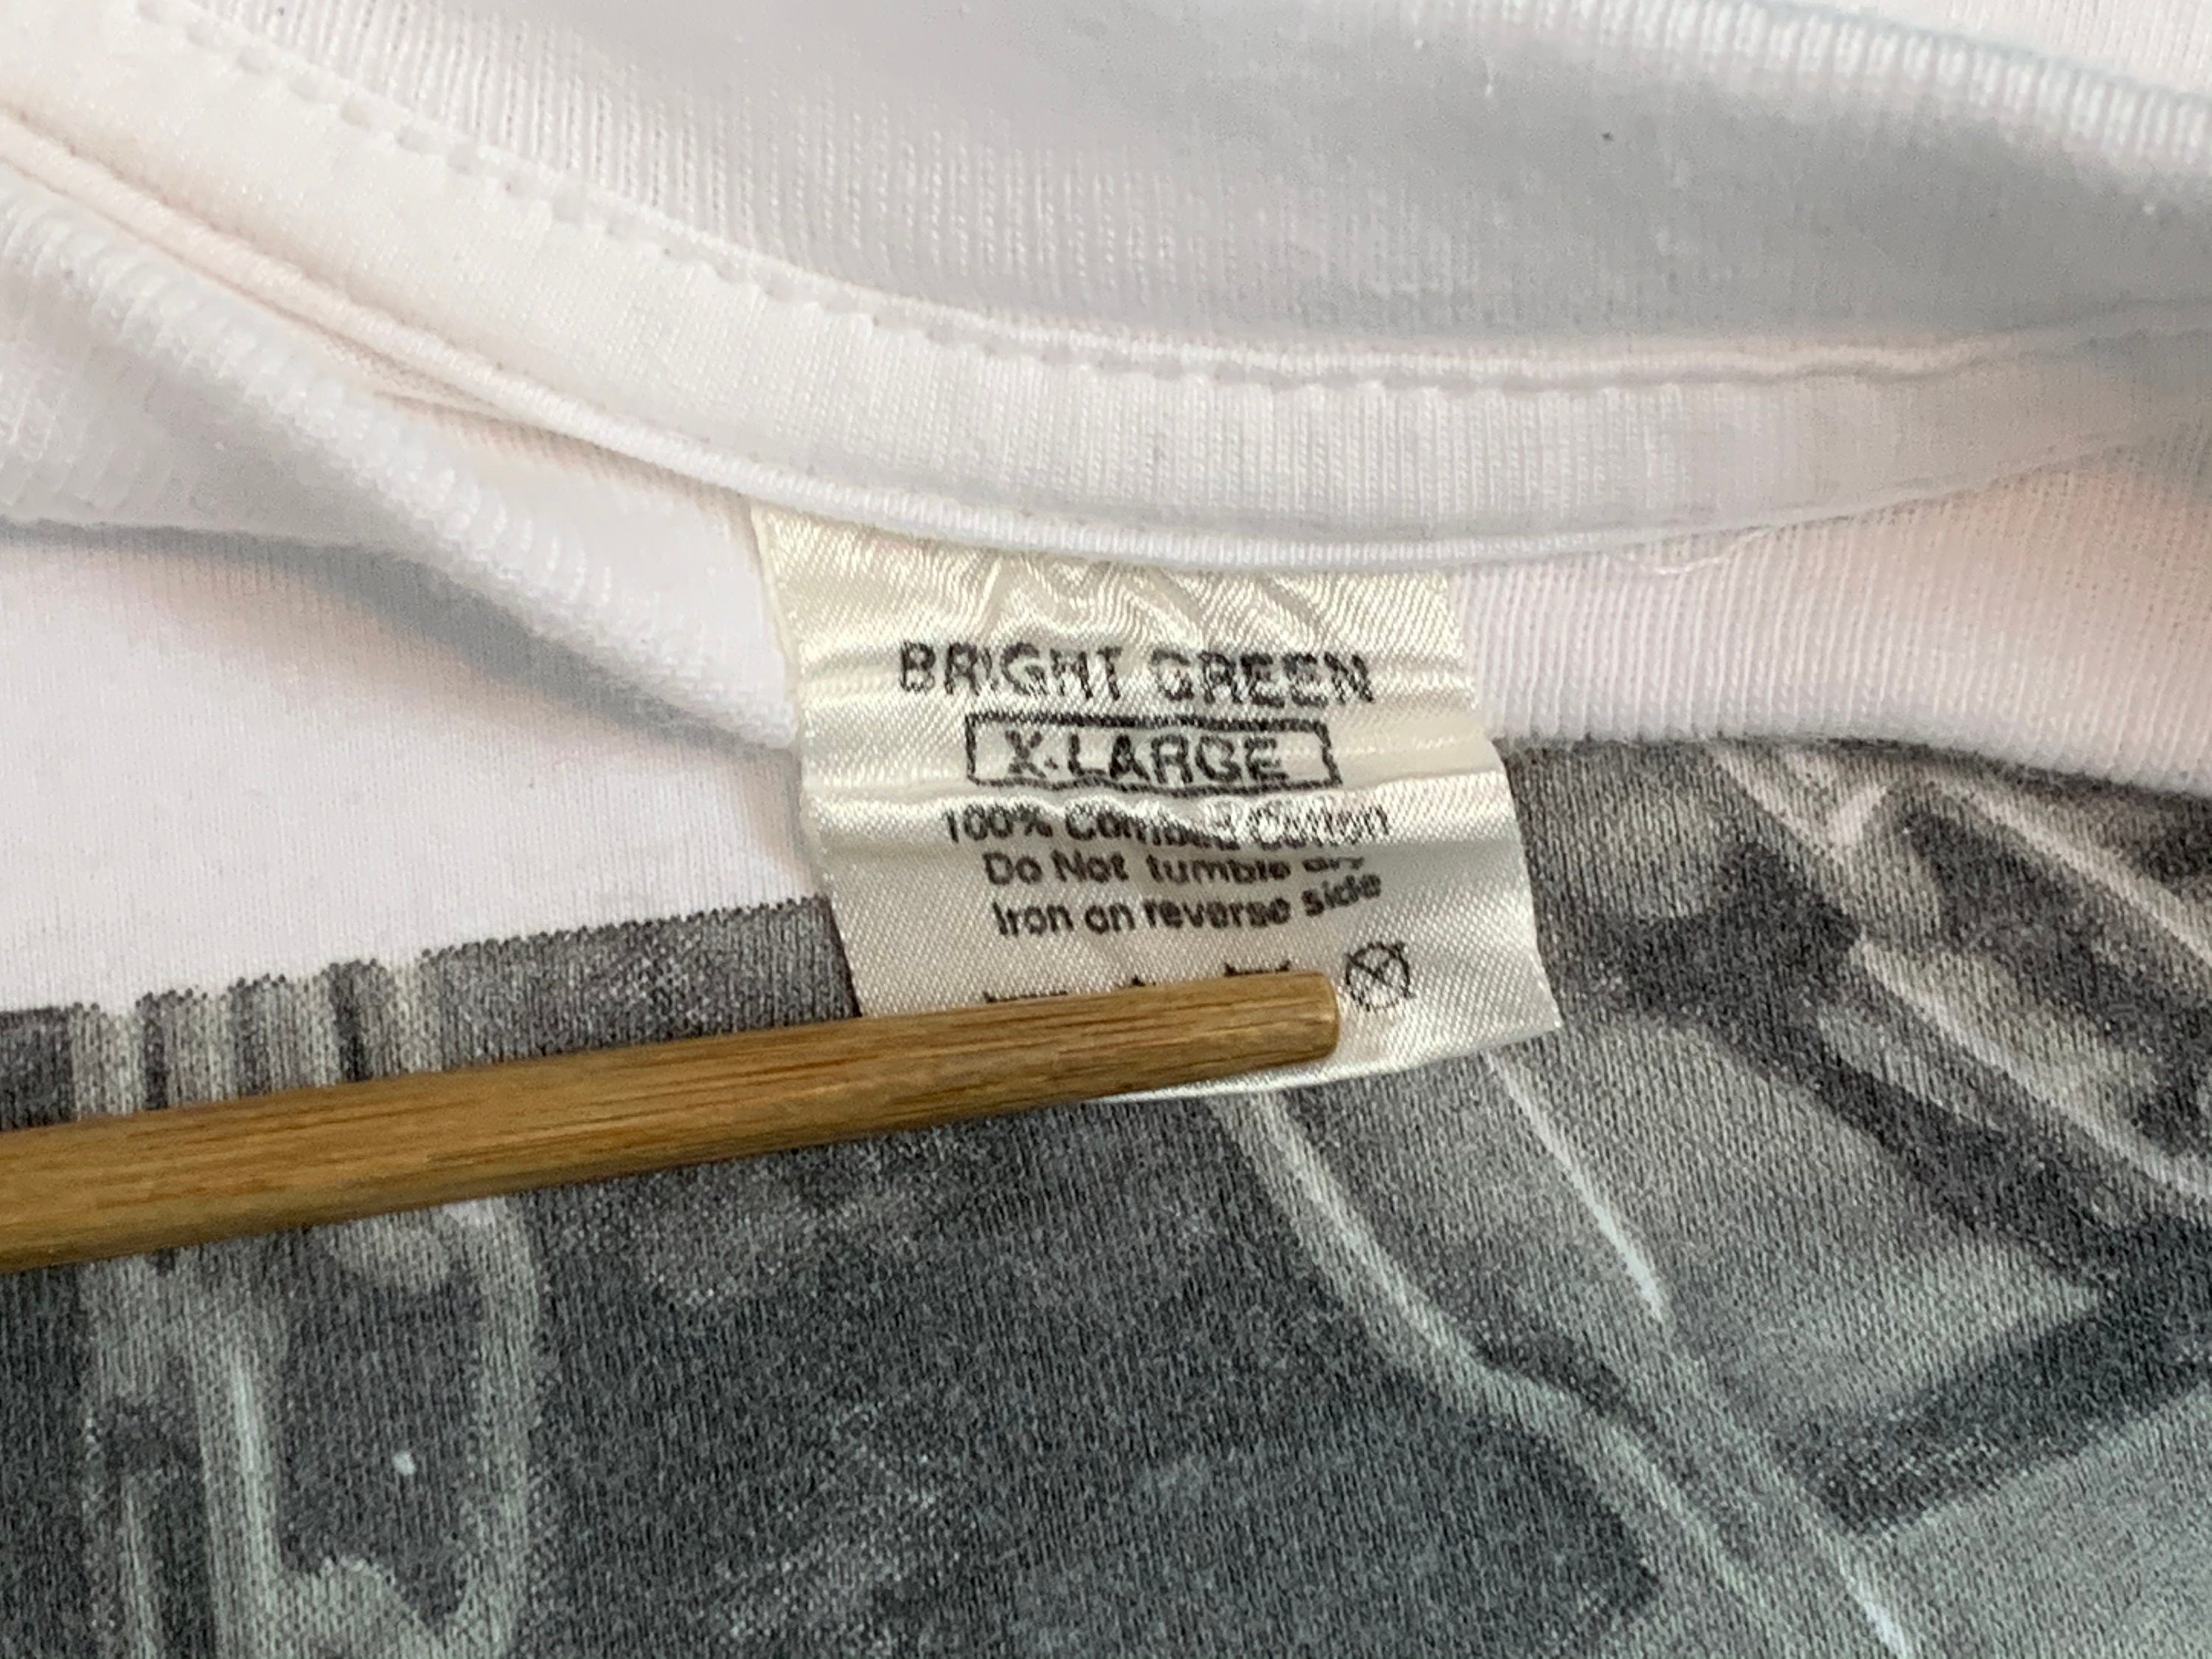 BRIGHT GREEN
X-LARGE
100% Combed Cotton
Do Not tumble dry
Iron on reverse side